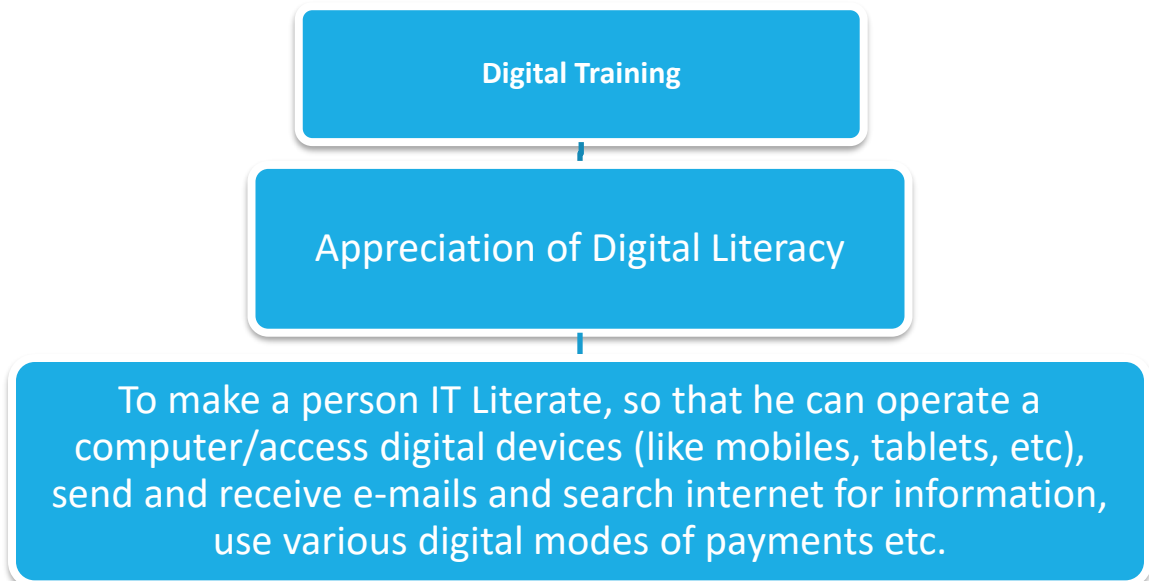 Digital Training
Appreciation of Digital Literacy
To make a person IT Literate, so that he can operate a
computer/access digital devices (like mobiles, tablets, etc),
send and receive e-mails and search internet for information,
use various digital modes of payments etc.